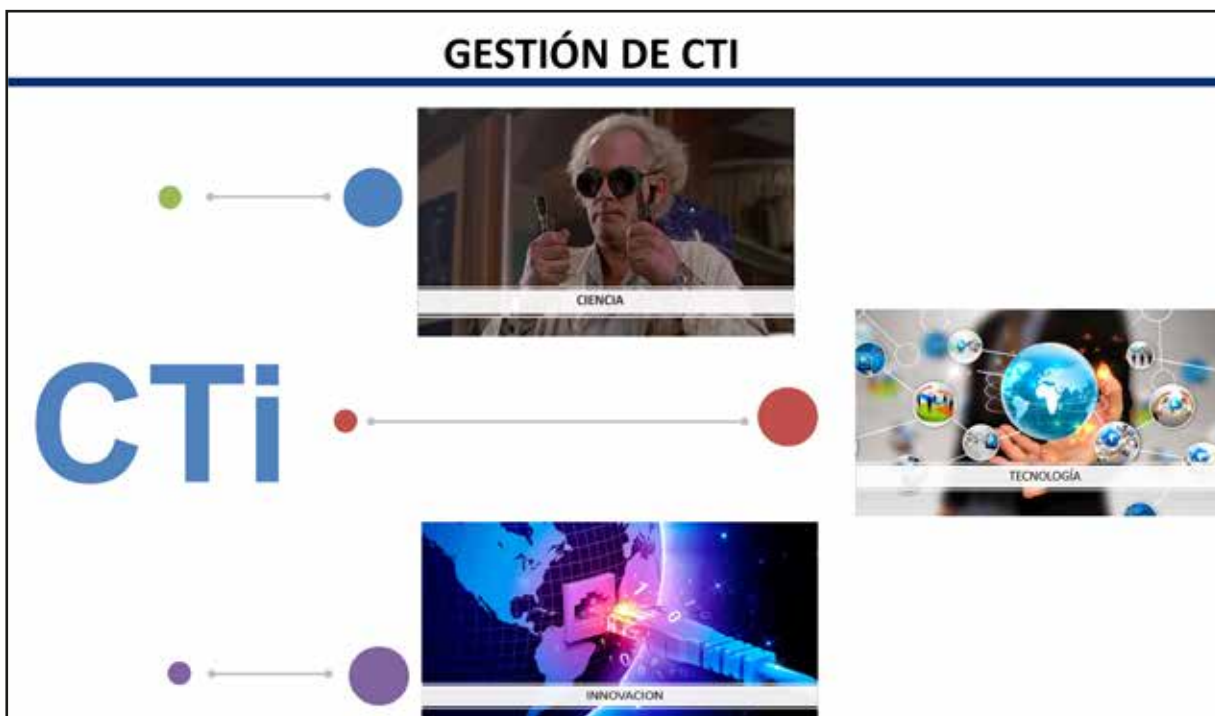 GESTIÓN DE CTI
CIENCIA
CTi
TECNOLOGÍA
INNOVACION